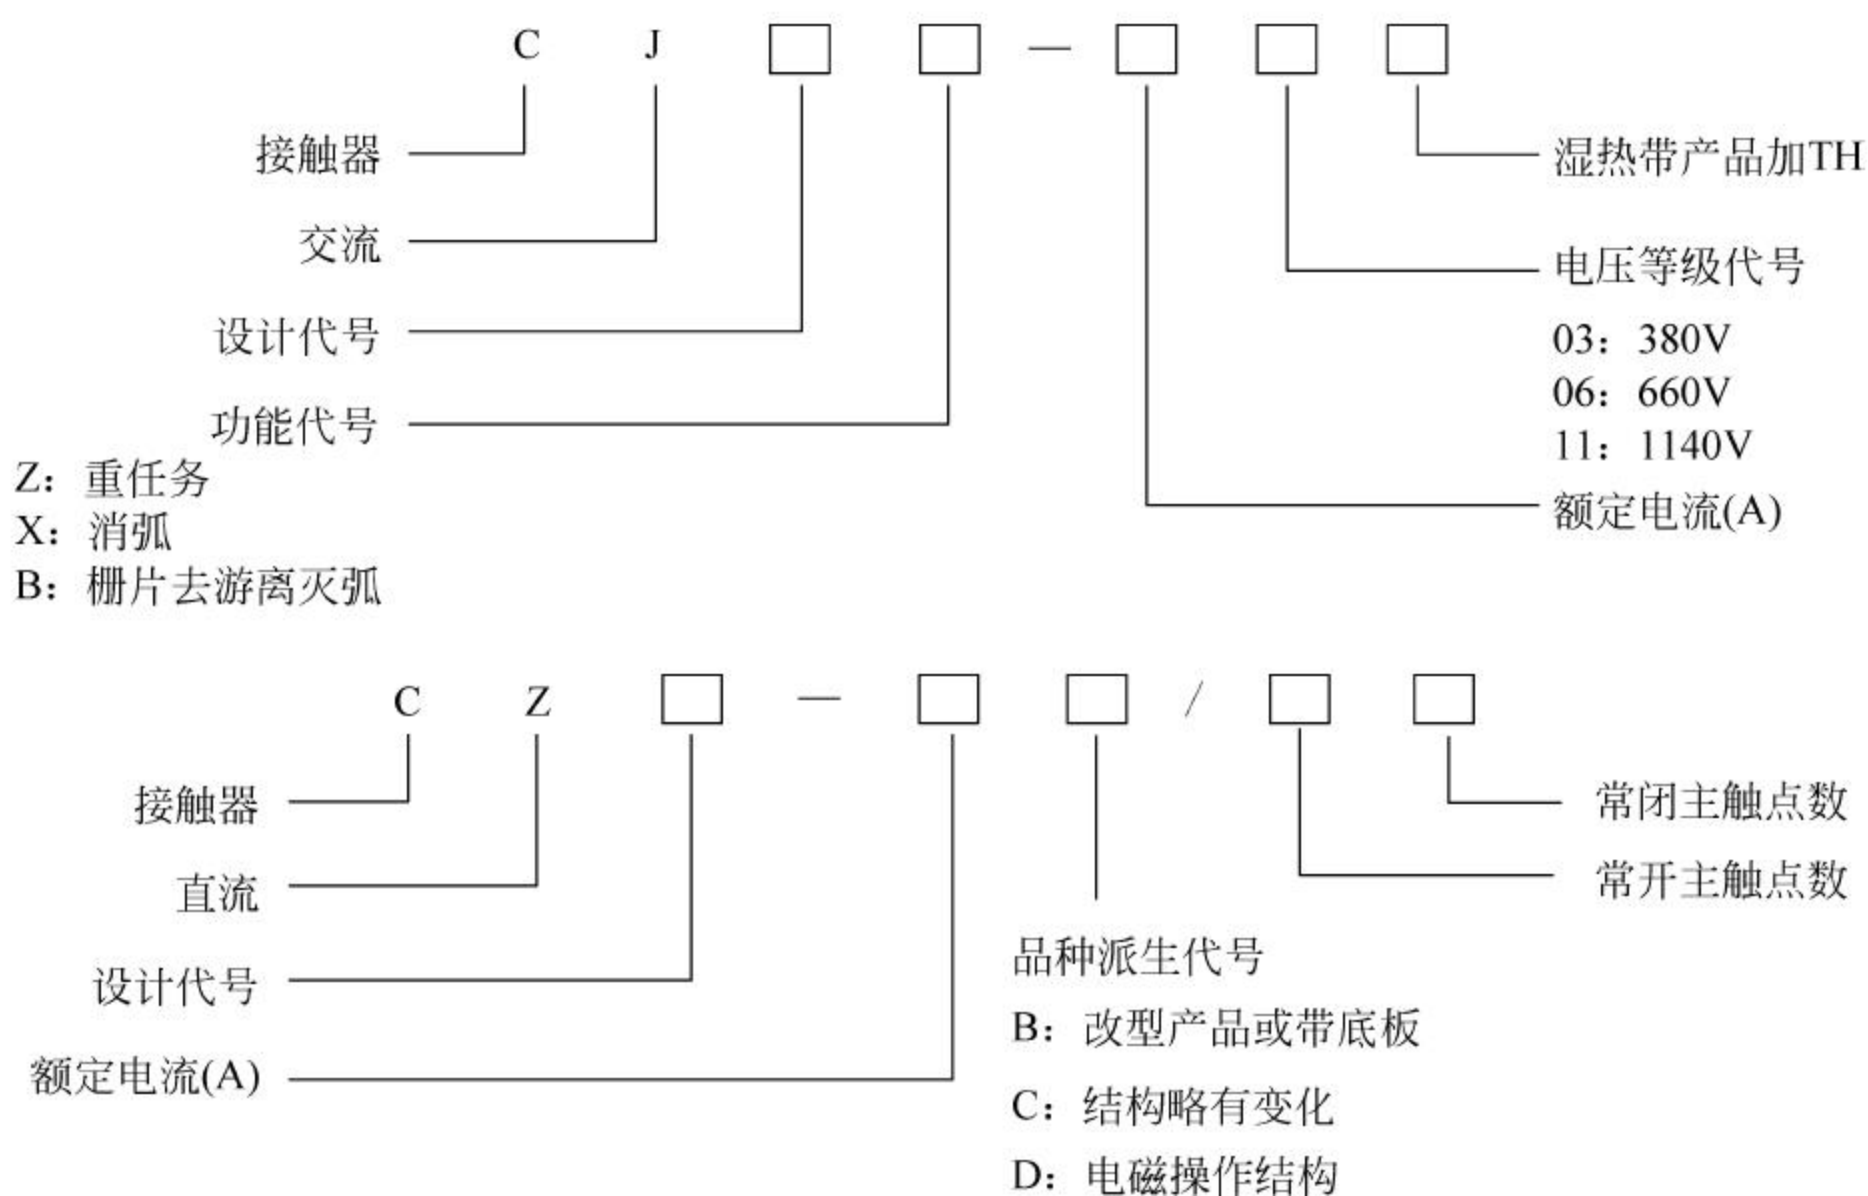 C J □ □ — □ □ □
接触器
湿热带产品加TH
交流
电压等级代号
设计代号
03：380V
06：660V
功能代号
11：1140V
Z：重任务
额定电流(A)
X：消弧
B：栅片去游离灭弧
C Z □ — □ □ / □ □
接触器
常闭主触点数
直流
常开主触点数
设计代号
品种派生代号
B：改型产品或带底板
额定电流(A)
C：结构略有变化
D：电磁操作结构